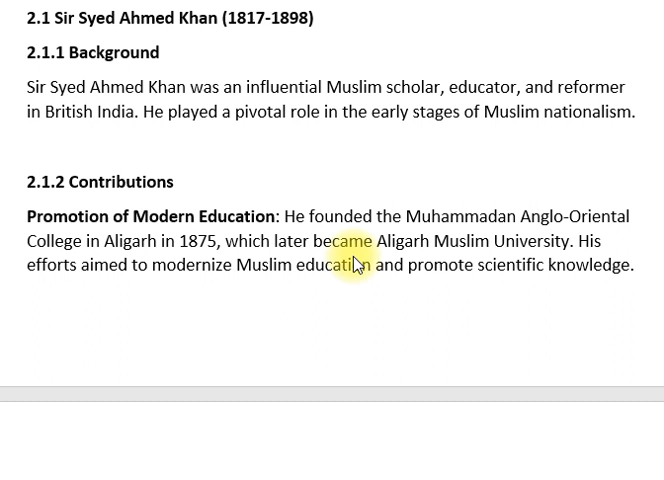 2.1 Sir Syed Ahmed Khan (1817-1898)
2.1.1 Background
Sir Syed Ahmed Khan was an influential Muslim scholar, educator, and reformer
in British India. He played a pivotal role in the early stages of Muslim nationalism.
2.1.2 Contributions
Promotion of Modern Education: He founded the Muhammadan Anglo-Oriental
College in Aligarh in 1875, which later became Aligarh Muslim University. His
efforts aimed to modernize Muslim education and promote scientific knowledge.